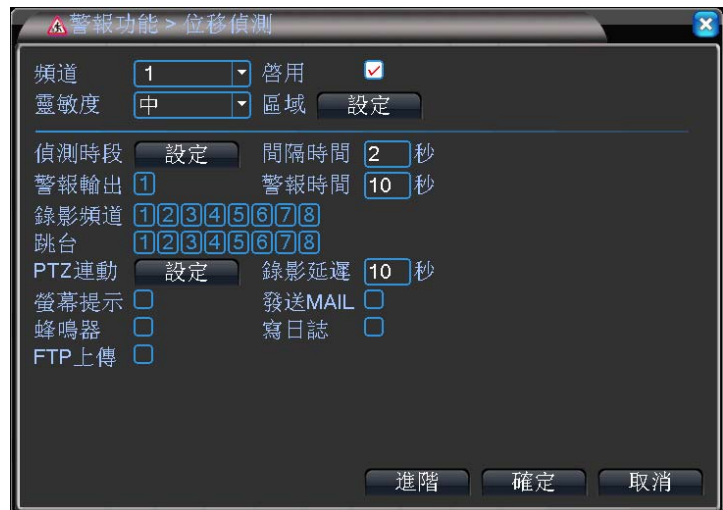 警報功能 > 位移偵測
頻道 1 啓用
靈敏度 中 區域 設定
偵測時段 設定 間隔時間 2 秒
警報輸出 1 警報時間 10 秒
錄影頻道 1 2 3 4 5 6 7 8
跳台 1 2 3 4 5 6 7 8
PTZ連動 設定 錄影延遲 10 秒
螢幕提示 發送MAIL
蜂鳴器 寫日誌
FTP上傳
進階 確定 取消